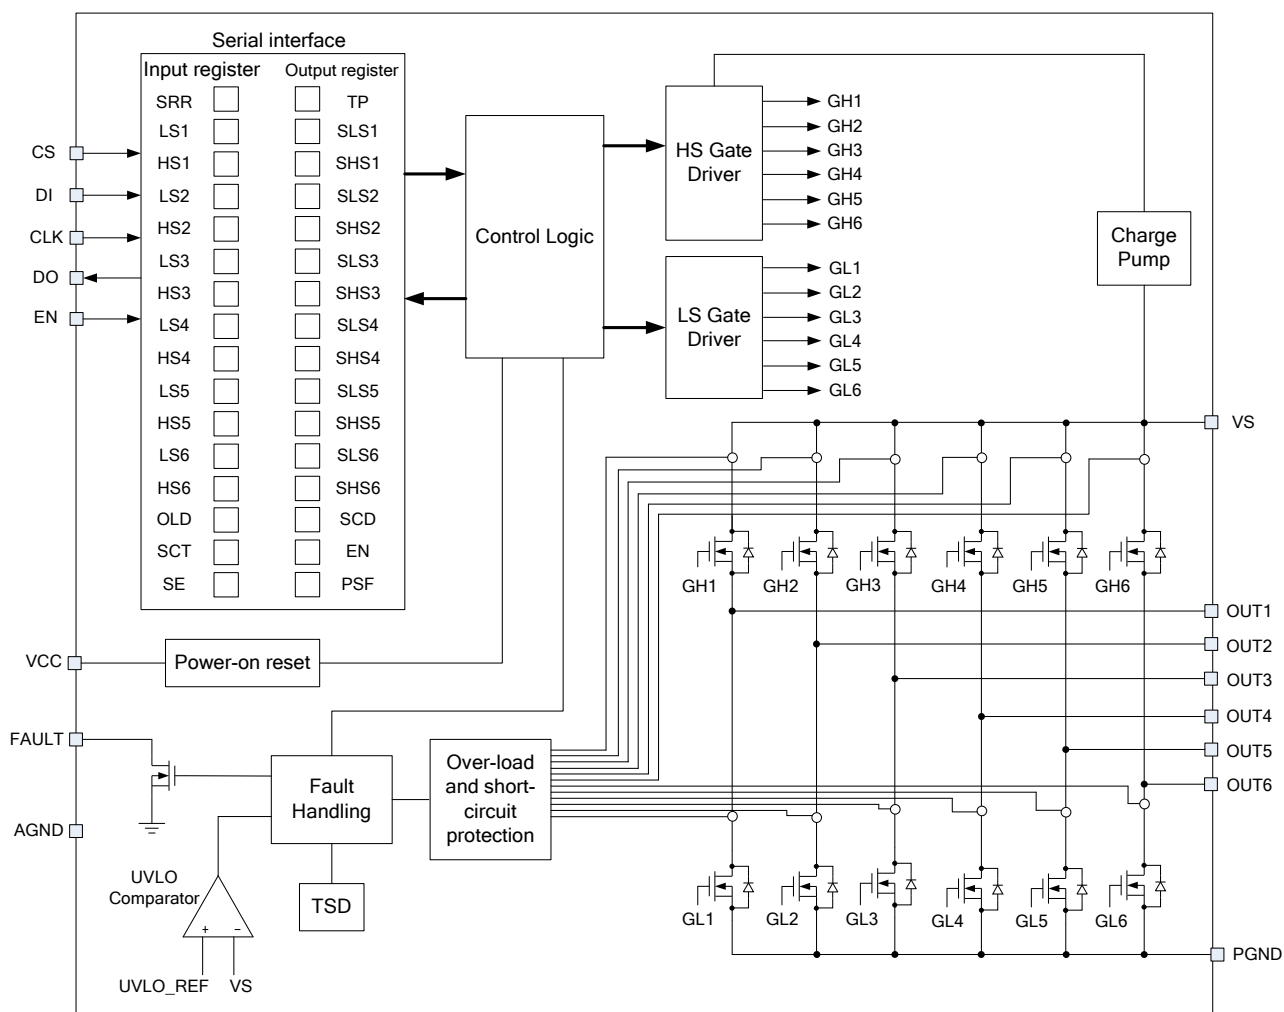 Serial interface
Input register Output register
SRR TP
LS1 SLS1
HS1 SHS1
LS2 SLS2
HS2 SHS2
LS3 SLS3
HS3 SHS3
LS4 SLS4
HS4 SHS4
LS5 SLS5
HS5 SHS5
LS6 SLS6
HS6 SHS6
OLD SCD
SCT EN
SE PSF
CS
DI
CLK
DO
EN
Control Logic
HS Gate
Driver
GH1
GH2
GH3
GH4
GH5
GH6
LS Gate
Driver
GL1
GL2
GL3
GL4
GL5
GL6
Charge
Pump
VS
GH1 GH2 GH3 GH4 GH5 GH6
OUT1
OUT2
OUT3
OUT4
OUT5
OUT6
VCC
Power-on reset
FAULT
AGND
Fault
Handling
Over-load
and short-
circuit
protection
TSD
UVLO
Comparator
+ −
UVLO_REF VS
GL1 GL2 GL3 GL4 GL5 GL6
PGND